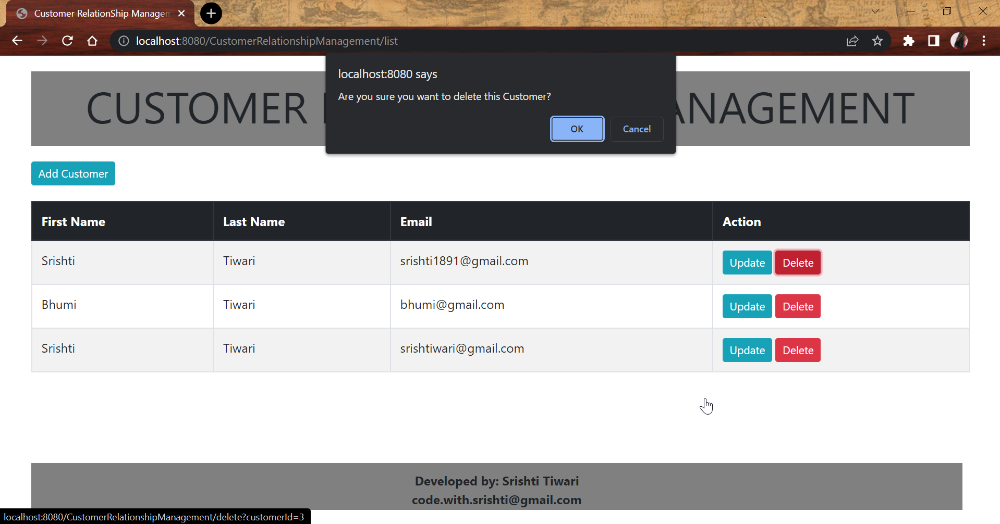 Customer RelationShip Manager
localhost:8080/CustomerRelationshipManagement/list
localhost:8080 says
Are you sure you want to delete this Customer?
OK Cancel
CUSTOMER MANAGEMENT
Add Customer
First Name Last Name Email Action
Srishti Tiwari srishti1891@gmail.com Update Delete
Bhumi Tiwari bhumi@gmail.com Update Delete
Srishti Tiwari srishtiwari@gmail.com Update Delete
Developed by: Srishti Tiwari
code.with.srishti@gmail.com
localhost:8080/CustomerRelationshipManagement/delete?customerId=3